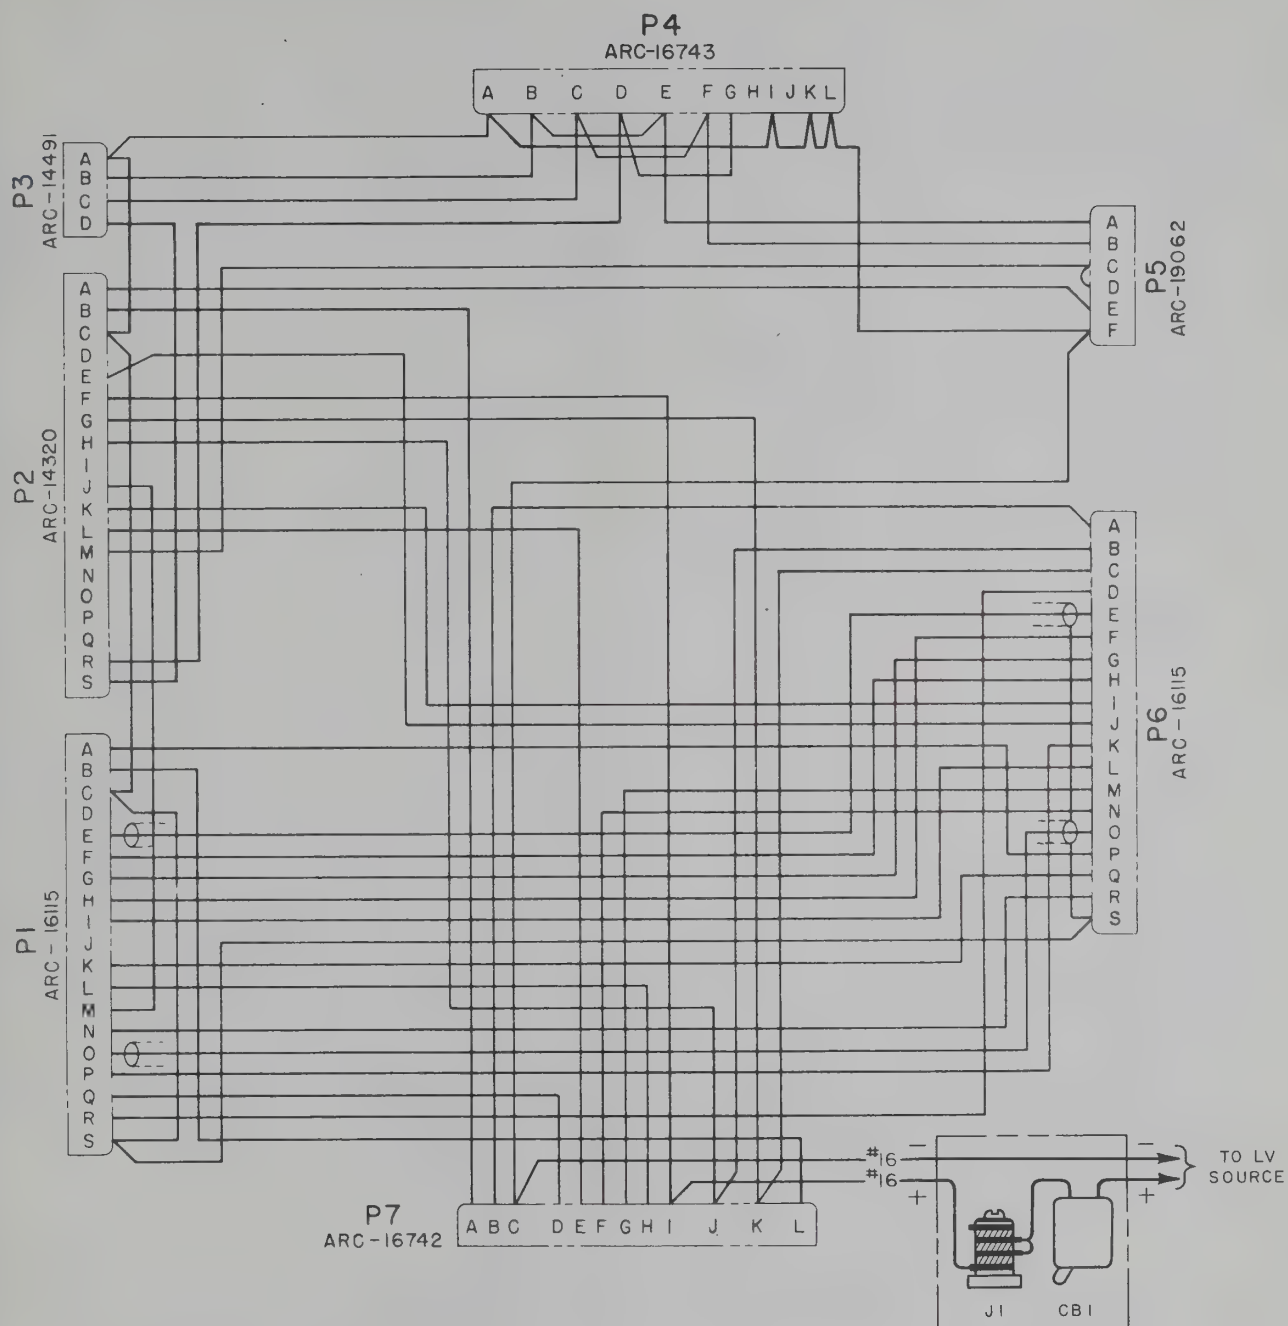 P4
ARC-16743
A B C D E F G H I J K L
P3
ARC-14491
A
B
C
D
P5
ARC-19062
A
B
C
D
E
F
P2
ARC-14320
A
B
C
D
E
F
G
H
I
J
K
L
M
N
O
P
Q
R
S
P6
ARC-16115
A
B
C
D
E
F
G
H
I
J
K
L
M
N
O
P
Q
R
S
P1
ARC-16115
A
B
C
D
E
F
G
H
I
J
K
L
M
N
O
P
Q
R
S
P7
ARC-16742
A B C D E F G H I J K L
#16 − −
#16 + +
TO LV
SOURCE
J1 CB1